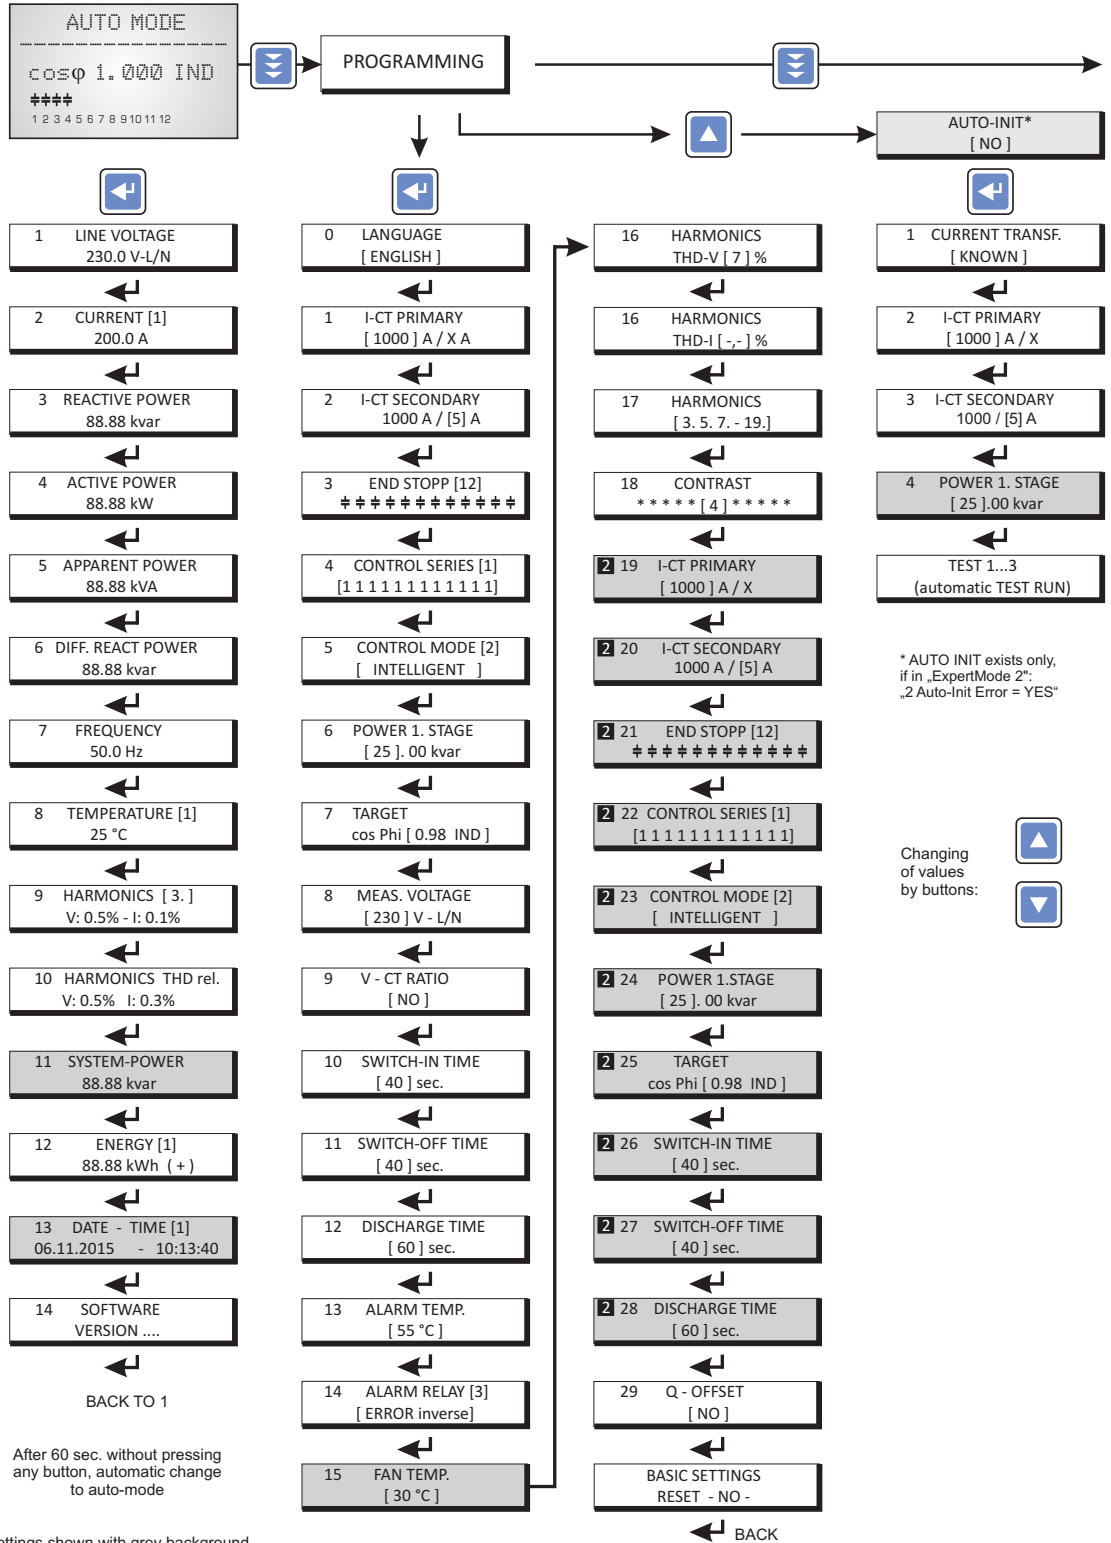 AUTO MODE
cosφ 1.000 IND
1 2 3 4 5 6 7 8 9 10 11 12
PROGRAMMING
AUTO-INIT*
[ NO ]
1 LINE VOLTAGE
230.0 V-L/N
2 CURRENT [1]
200.0 A
3 REACTIVE POWER
88.88 kvar
4 ACTIVE POWER
88.88 kW
5 APPARENT POWER
88.88 kVA
6 DIFF. REACT POWER
88.88 kvar
7 FREQUENCY
50.0 Hz
8 TEMPERATURE [1]
25 °C
9 HARMONICS [ 3. ]
V: 0.5% - I: 0.1%
10 HARMONICS THD rel.
V: 0.5% I: 0.3%
11 SYSTEM-POWER
88.88 kvar
12 ENERGY [1]
88.88 kWh ( + )
13 DATE - TIME [1]
06.11.2015 - 10:13:40
14 SOFTWARE
VERSION ....
BACK TO 1
After 60 sec. without pressing
any button, automatic change
to auto-mode
0 LANGUAGE
[ ENGLISH ]
1 I-CT PRIMARY
[ 1000 ] A / X A
2 I-CT SECONDARY
1000 A / [5] A
3 END STOPP [12]
4 CONTROL SERIES [1]
[1 1 1 1 1 1 1 1 1 1 1 1]
5 CONTROL MODE [2]
[ INTELLIGENT ]
6 POWER 1. STAGE
[ 25 ]. 00 kvar
7 TARGET
cos Phi [ 0.98 IND ]
8 MEAS. VOLTAGE
[ 230 ] V - L/N
9 V - CT RATIO
[ NO ]
10 SWITCH-IN TIME
[ 40 ] sec.
11 SWITCH-OFF TIME
[ 40 ] sec.
12 DISCHARGE TIME
[ 60 ] sec.
13 ALARM TEMP.
[ 55 °C ]
14 ALARM RELAY [3]
[ ERROR inverse]
15 FAN TEMP.
[ 30 °C ]
16 HARMONICS
THD-V [ 7 ] %
16 HARMONICS
THD-I [ -,- ] %
17 HARMONICS
[ 3. 5. 7. - 19.]
18 CONTRAST
* * * * * [ 4 ] * * * * *
2 19 I-CT PRIMARY
[ 1000 ] A / X
2 20 I-CT SECONDARY
1000 A / [5] A
2 21 END STOPP [12]
2 22 CONTROL SERIES [1]
[1 1 1 1 1 1 1 1 1 1 1 1]
2 23 CONTROL MODE [2]
[ INTELLIGENT ]
2 24 POWER 1.STAGE
[ 25 ]. 00 kvar
2 25 TARGET
cos Phi [ 0.98 IND ]
2 26 SWITCH-IN TIME
[ 40 ] sec.
2 27 SWITCH-OFF TIME
[ 40 ] sec.
2 28 DISCHARGE TIME
[ 60 ] sec.
29 Q - OFFSET
[ NO ]
BASIC SETTINGS
RESET - NO -
BACK
1 CURRENT TRANSF.
[ KNOWN ]
2 I-CT PRIMARY
[ 1000 ] A / X
3 I-CT SECONDARY
1000 / [5] A
4 POWER 1. STAGE
[ 25 ].00 kvar
TEST 1...3
(automatic TEST RUN)
* AUTO INIT exists only,
if in „ExpertMode 2":
„2 Auto-Init Error = YES“
Changing
of values
by buttons:
shown with grey background